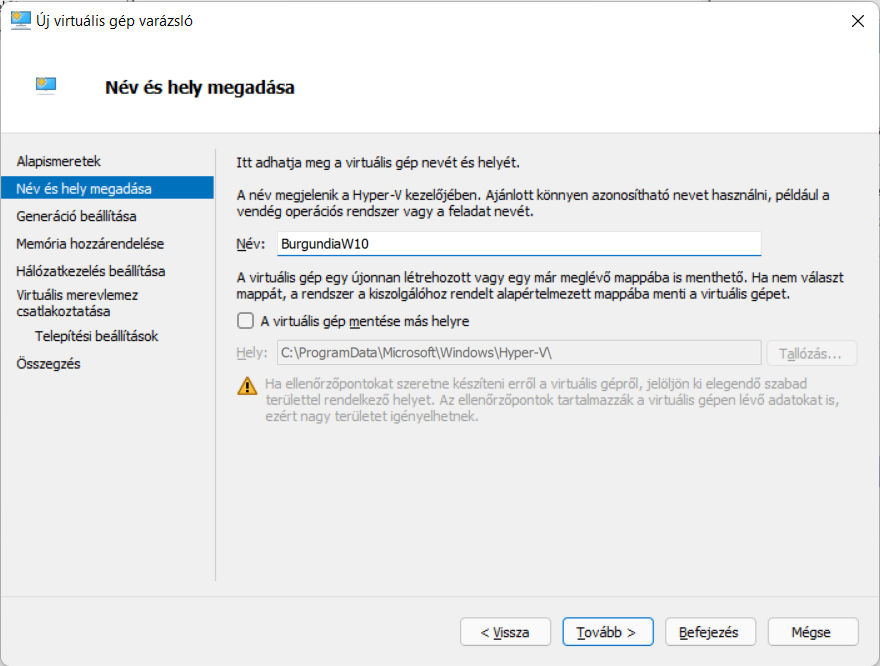 Új virtuális gép varázsló
Név és hely megadása
Alapismeretek
Név és hely megadása
Generáció beállítása
Memória hozzárendelése
Hálózatkezelés beállítása
Virtuális merevlemez
csatlakoztatása
Telepítési beállítások
Összegzés
Itt adhatja meg a virtuális gép nevét és helyét.
A név megjelenik a Hyper-V kezelőjében. Ajánlott könnyen azonosítható nevet használni, például a
vendég operációs rendszer vagy a feladat nevét.
Név: BurgundiaW10
A virtuális gép egy újonnan létrehozott vagy egy már meglévő mappába is menthető. Ha nem választ
mappát, a rendszer a kiszolgálóhoz rendelt alapértelmezett mappába menti a virtuális gépet.
A virtuális gép mentése más helyre
Hely: C:\ProgramData\Microsoft\Windows\Hyper-V\ Tallózás...
Ha ellenőrzőpontokat szeretne készíteni erről a virtuális gépről, jelöljön ki elegendő szabad
területtel rendelkező helyet. Az ellenőrzőpontok tartalmazzák a virtuális gépen lévő adatokat is,
ezért nagy területet igényelhetnek.
< Vissza Tovább > Befejezés Mégse